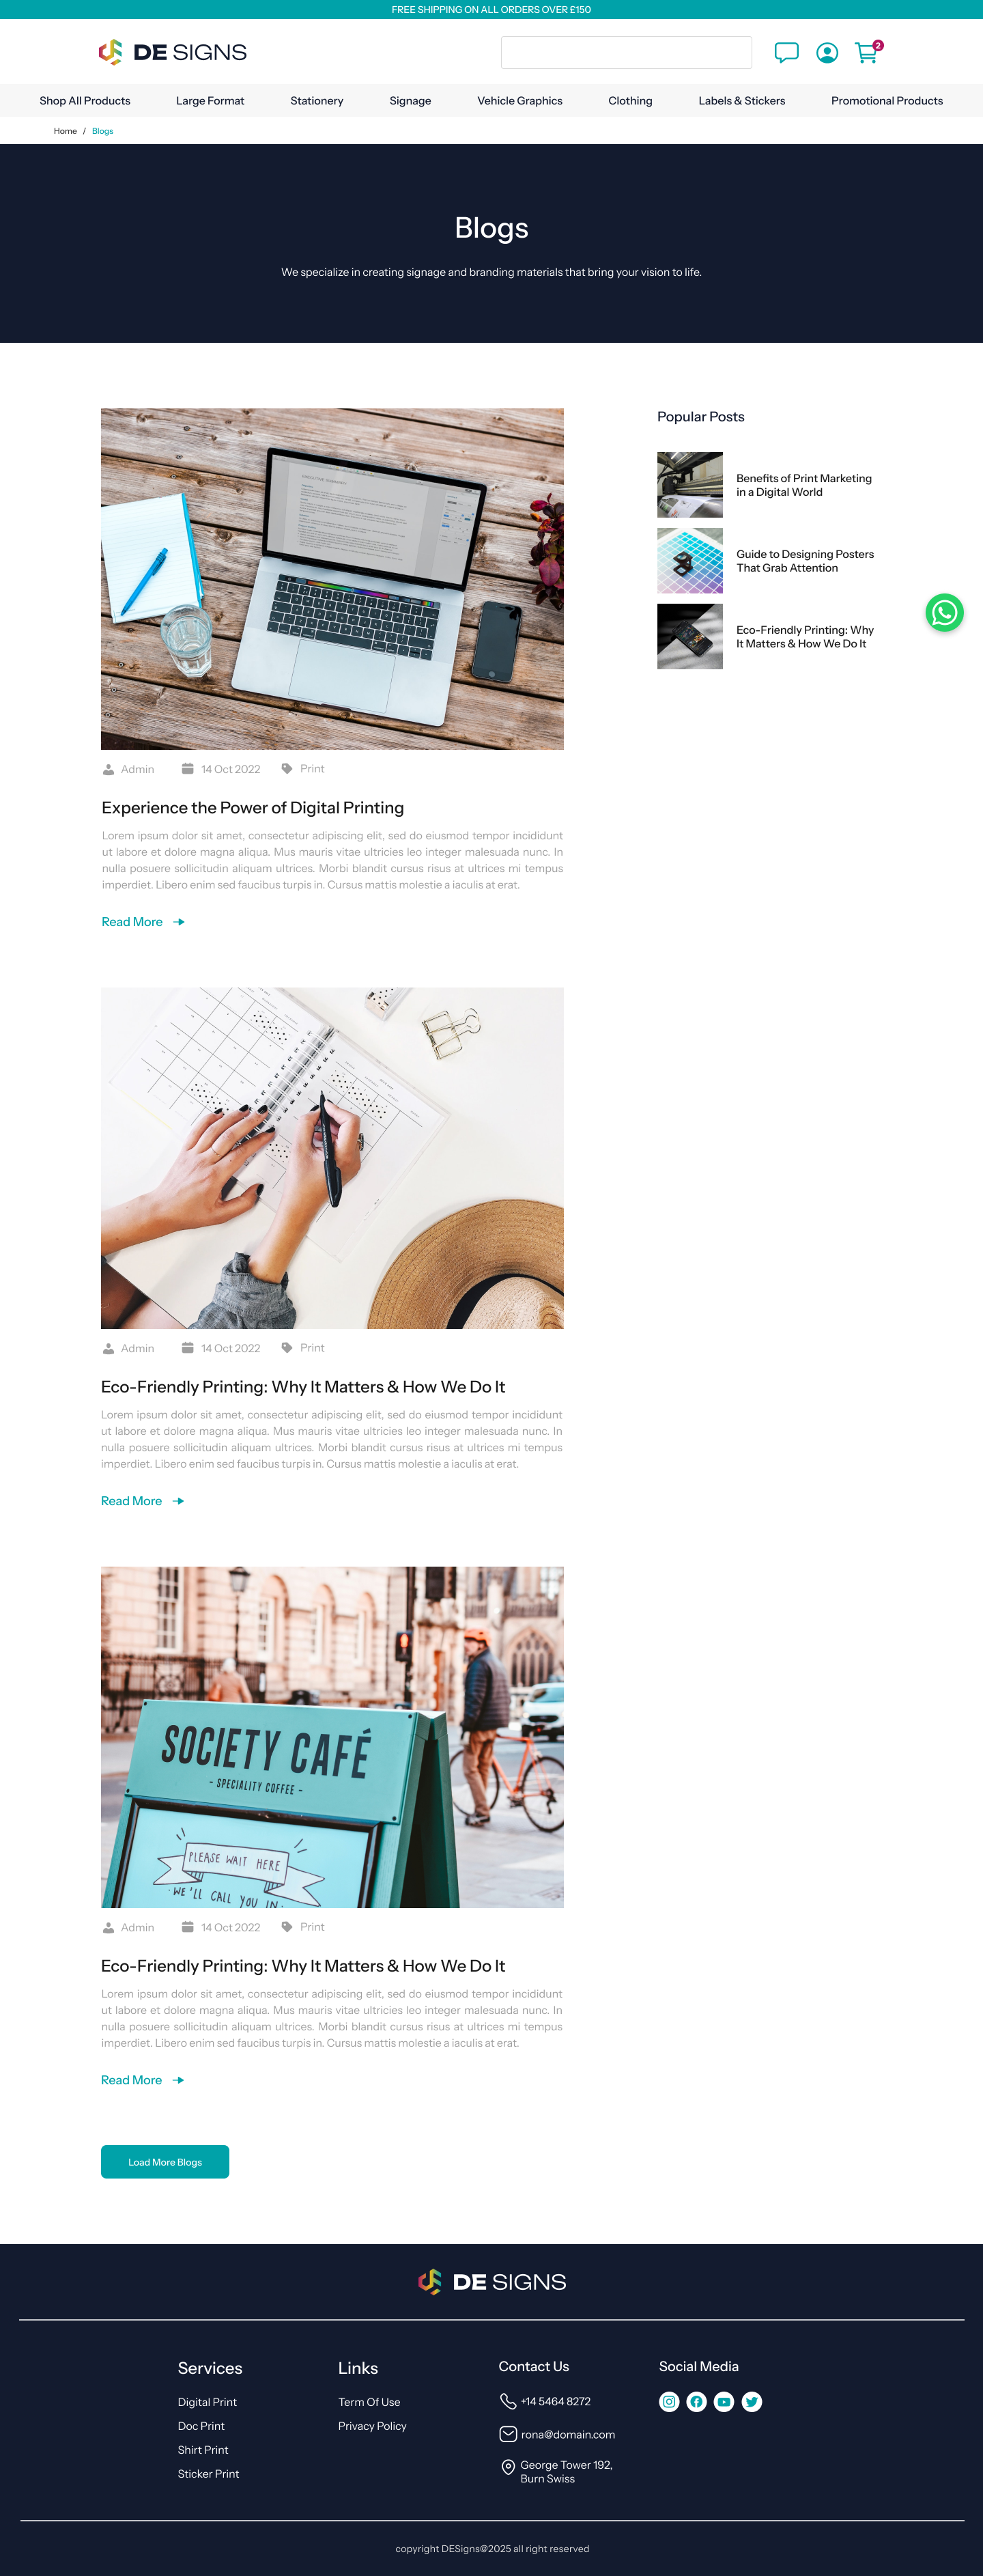 FREE SHIPPING ON ALL ORDERS OVER £150
DE SIGNS
2
Shop All Products
Large Format
Stationery
Signage
Vehicle Graphics
Clothing
Labels & Stickers
Promotional Products
Home / Blogs
Blogs
We specialize in creating signage and branding materials that bring your vision to life.
EXECUTIVE SUMMARY
Admin
14 Oct 2022
Print
Experience the Power of Digital Printing
Lorem ipsum dolor sit amet, consectetur adipiscing elit, sed do eiusmod tempor incididunt
ut labore et dolore magna aliqua. Mus mauris vitae ultricies leo integer malesuada nunc. In
nulla posuere sollicitudin aliquam ultrices. Morbi blandit cursus risus at ultrices mi tempus
imperdiet. Libero enim sed faucibus turpis in. Cursus mattis molestie a iaculis at erat.
Read More
Popular Posts
Benefits of Print Marketing
in a Digital World
Guide to Designing Posters
That Grab Attention
Eco-Friendly Printing: Why
It Matters & How We Do It
Admin
14 Oct 2022
Print
Eco-Friendly Printing: Why It Matters & How We Do It
Lorem ipsum dolor sit amet, consectetur adipiscing elit, sed do eiusmod tempor incididunt
ut labore et dolore magna aliqua. Mus mauris vitae ultricies leo integer malesuada nunc. In
nulla posuere sollicitudin aliquam ultrices. Morbi blandit cursus risus at ultrices mi tempus
imperdiet. Libero enim sed faucibus turpis in. Cursus mattis molestie a iaculis at erat.
Read More
SOCIETY CAFÉ
- SPECIALITY COFFEE -
PLEASE WAIT HERE
WE'LL CALL YOU IN
Admin
14 Oct 2022
Print
Eco-Friendly Printing: Why It Matters & How We Do It
Lorem ipsum dolor sit amet, consectetur adipiscing elit, sed do eiusmod tempor incididunt
ut labore et dolore magna aliqua. Mus mauris vitae ultricies leo integer malesuada nunc. In
nulla posuere sollicitudin aliquam ultrices. Morbi blandit cursus risus at ultrices mi tempus
imperdiet. Libero enim sed faucibus turpis in. Cursus mattis molestie a iaculis at erat.
Read More
Load More Blogs
DE SIGNS
Services
Digital Print
Doc Print
Shirt Print
Sticker Print
Links
Term Of Use
Privacy Policy
Contact Us
+14 5464 8272
rona@domain.com
George Tower 192,
Burn Swiss
Social Media
copyright DESigns@2025 all right reserved